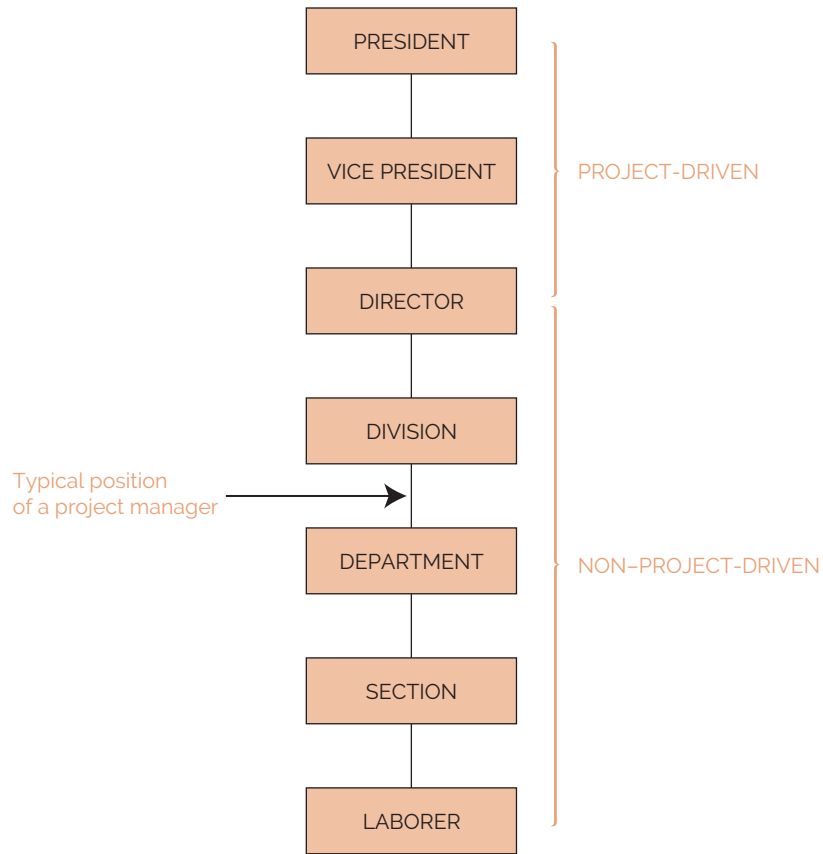 PRESIDENT
VICE PRESIDENT
PROJECT-DRIVEN
DIRECTOR
DIVISION
Typical position
of a project manager
DEPARTMENT
NON–PROJECT-DRIVEN
SECTION
LABORER